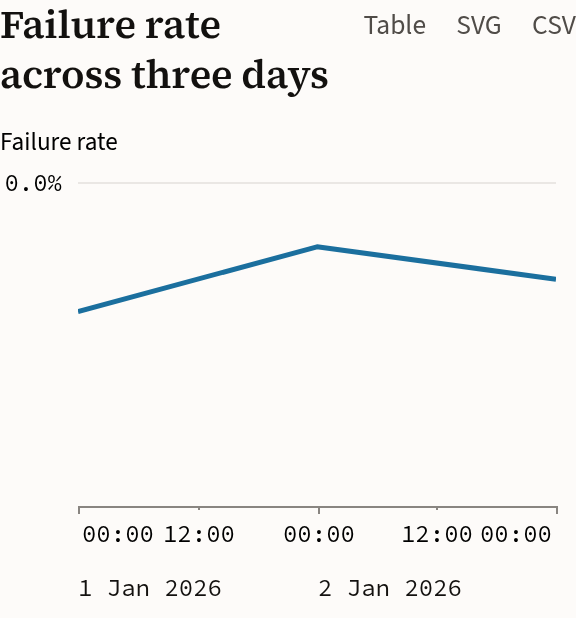 Failure rate
across three days
Table SVG CSV
Failure rate
0.0%
00:00 12:00 00:00 12:00 00:00
1 Jan 2026 2 Jan 2026